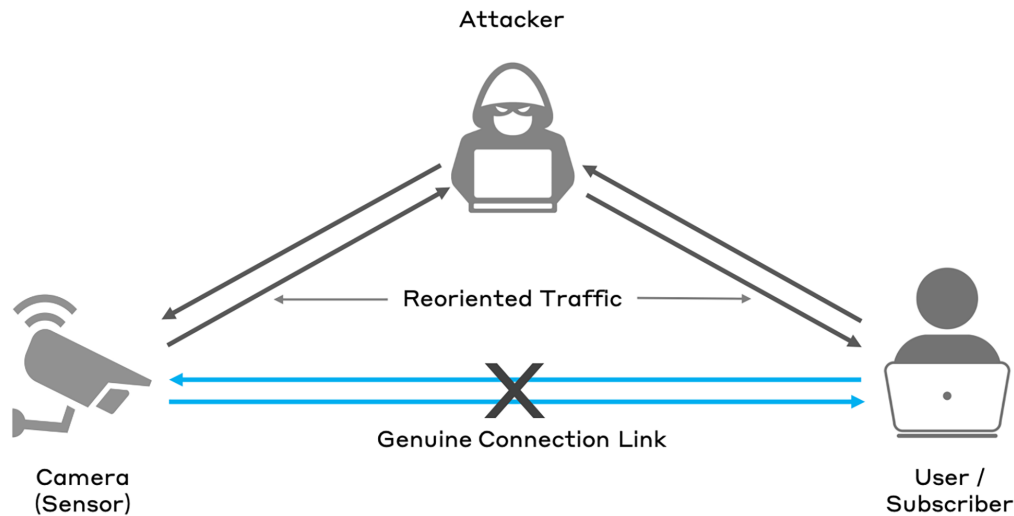 Attacker
Reoriented Traffic
Genuine Connection Link
Camera
(Sensor)
User /
Subscriber